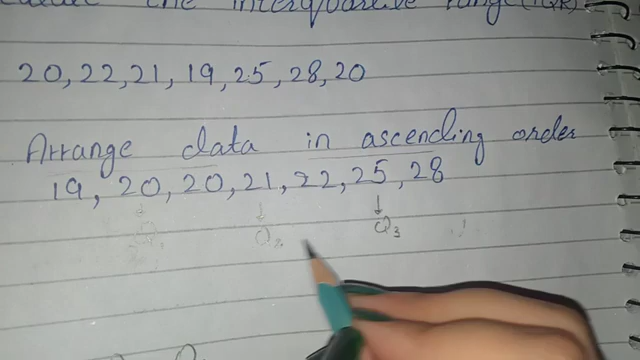 the interquartile range (IQR)
20, 22, 21, 19, 25, 28, 20
Arrange data in ascending order
19, 20, 20, 21, 22, 25, 28
Q₂ Q₃